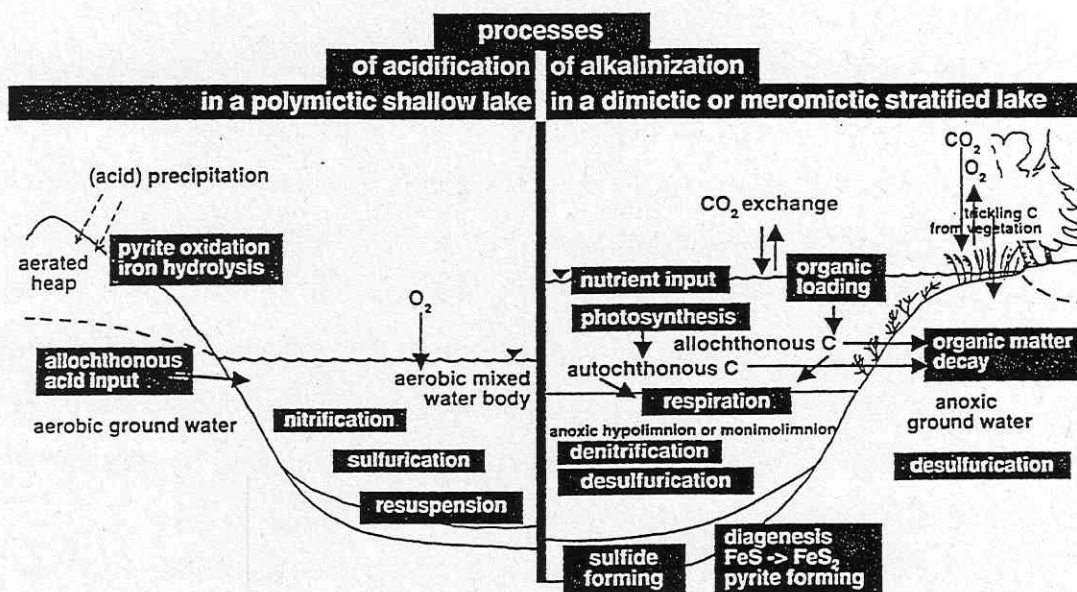 processes
of acidification
of alkalinization
in a polymictic shallow lake
in a dimictic or meromictic stratified lake
(acid) precipitation
aerated
heap
pyrite oxidation
iron hydrolysis
O₂
allochthonous
acid input
aerobic mixed
water body
aerobic ground water
nitrification
sulfurication
resuspension
CO₂
O₂
CO₂ exchange
trickling C
from vegetation
nutrient input
organic
loading
photosynthesis
allochthonous C
organic matter
decay
autochthonous C
respiration
anoxic
ground water
anoxic hypolimnion or monimolimnion
denitrification
desulfurication
desulfurication
sulfide
forming
diagenesis
FeS -> FeS₂
pyrite forming